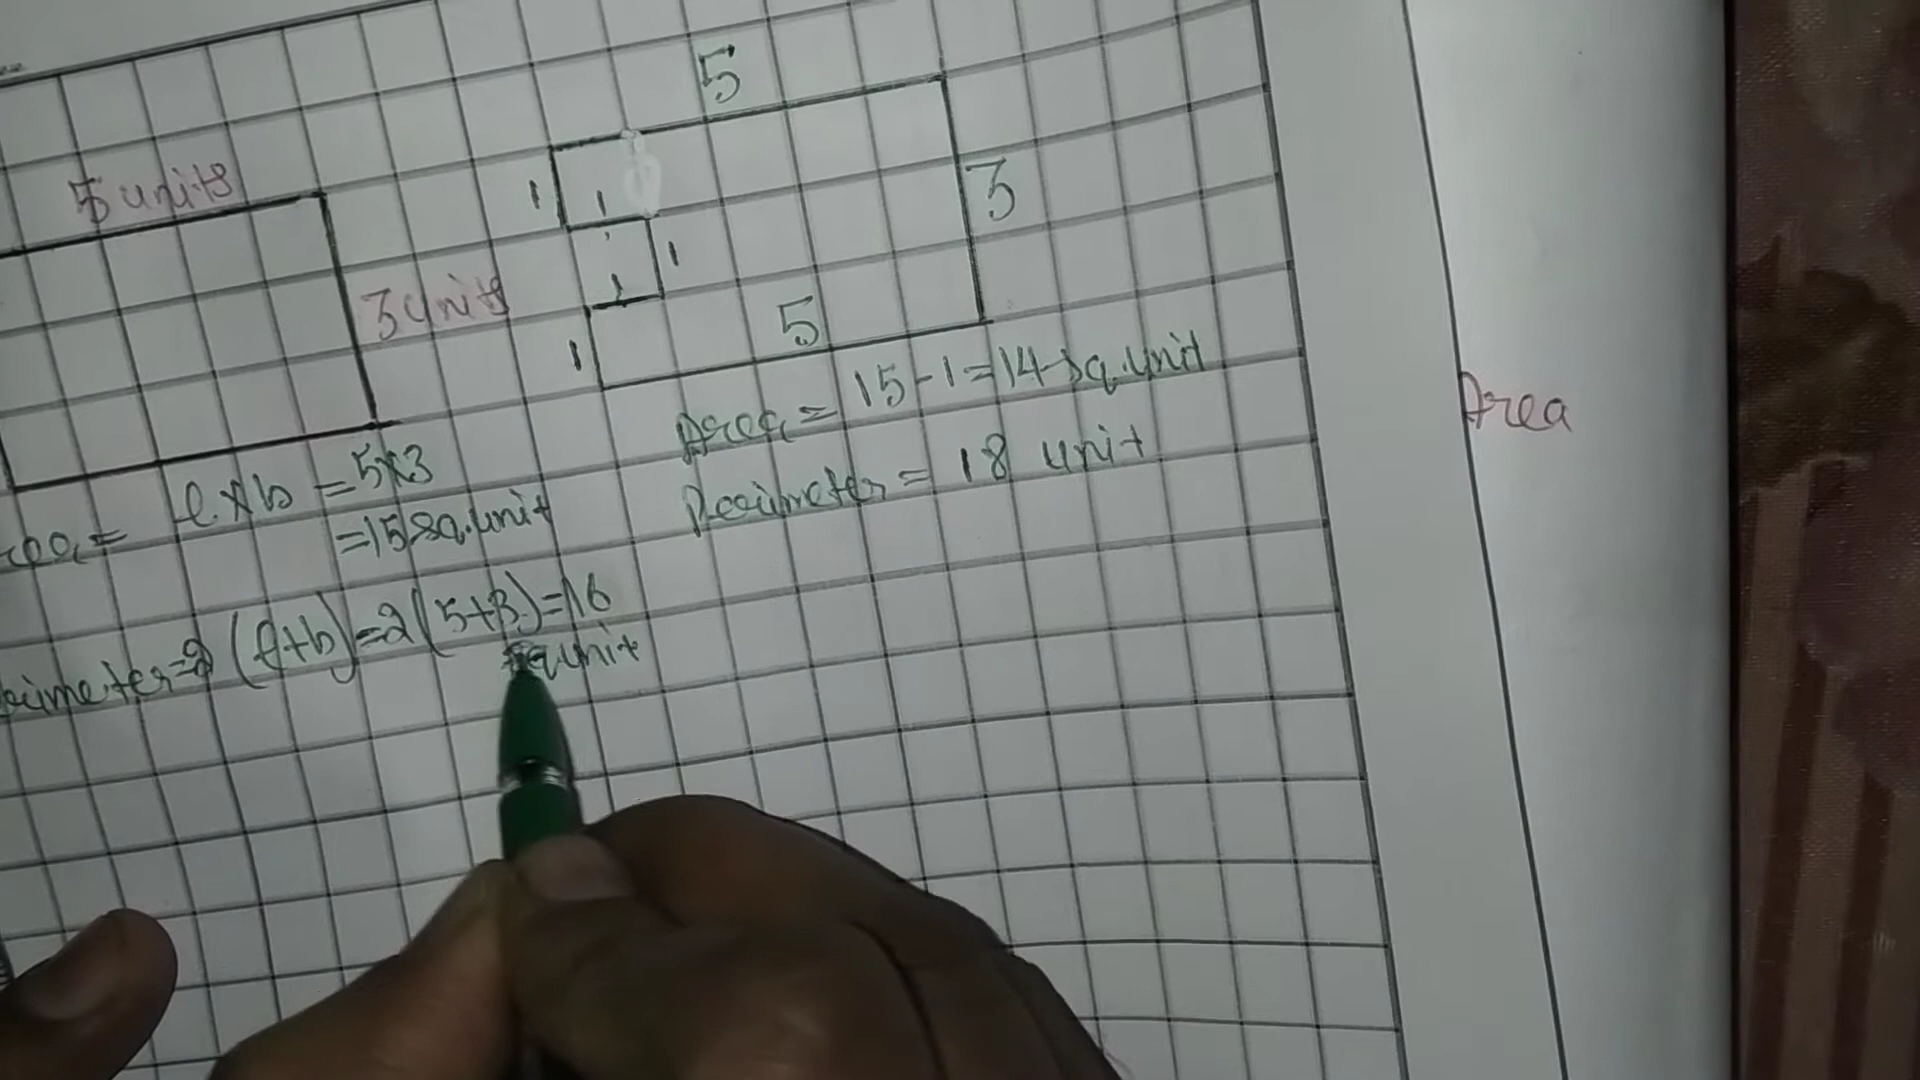 5 units
3 units
5
1
1
3
1
1
1
5
= l x b = 5x3
= 15 sq.unit
= 2 (l+b) = 2(5+3) = 16
unit
Area = 15-1=14 sq.unit
Perimeter = 18 unit
Area